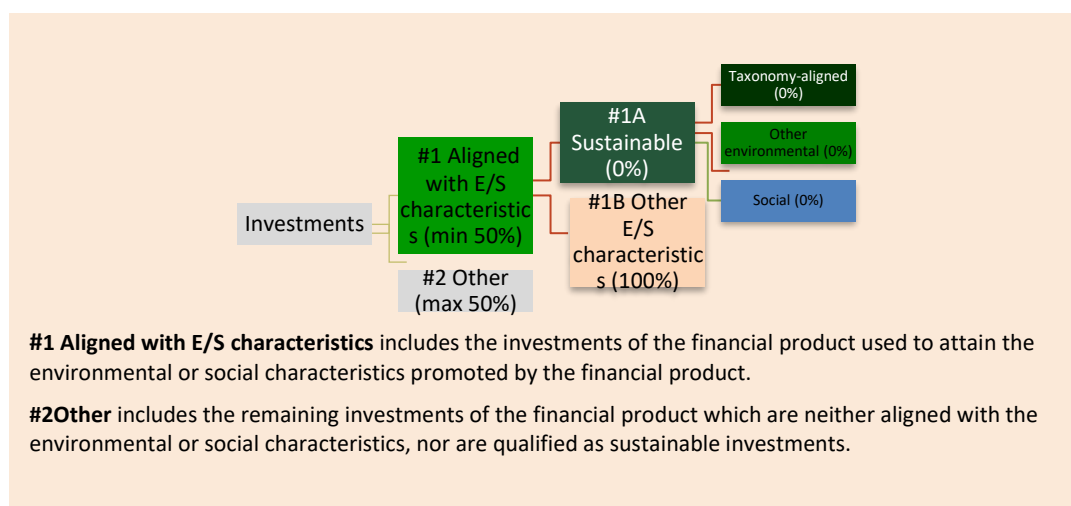 Investments
#1 Aligned
with E/S
characteristic
s (min 50%)
#2 Other
(max 50%)
#1A
Sustainable
(0%)
#1B Other
E/S
characteristic
s (100%)
Taxonomy-aligned
(0%)
Other
environmental (0%)
Social (0%)
#1 Aligned with E/S characteristics includes the investments of the financial product used to attain the
environmental or social characteristics promoted by the financial product.
#2Other includes the remaining investments of the financial product which are neither aligned with the
environmental or social characteristics, nor are qualified as sustainable investments.